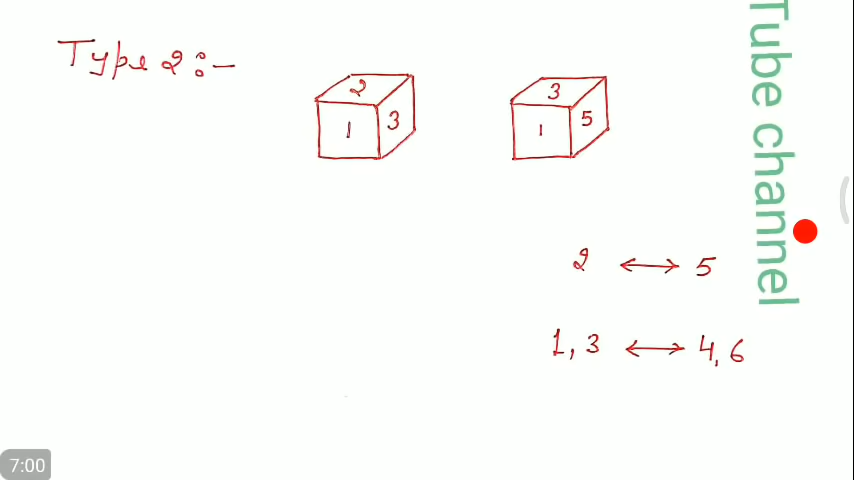 Type 2 :-
2
1 3
3
1 5
2 ↔ 5
1, 3 ↔ 4, 6
Tube channel
7:00